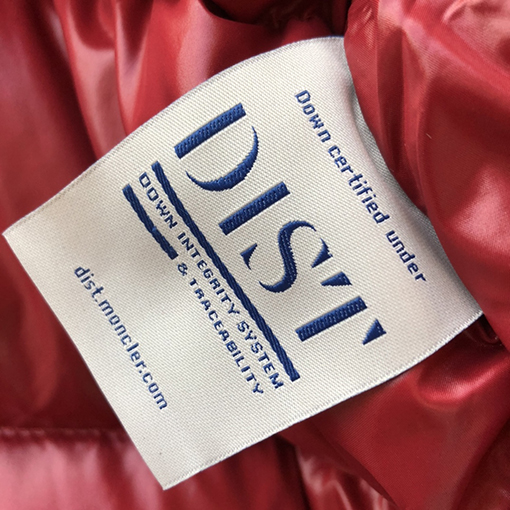 Down certified under
DIST
DOWN INTEGRITY SYSTEM
& TRACEABILITY
dist.moncler.com